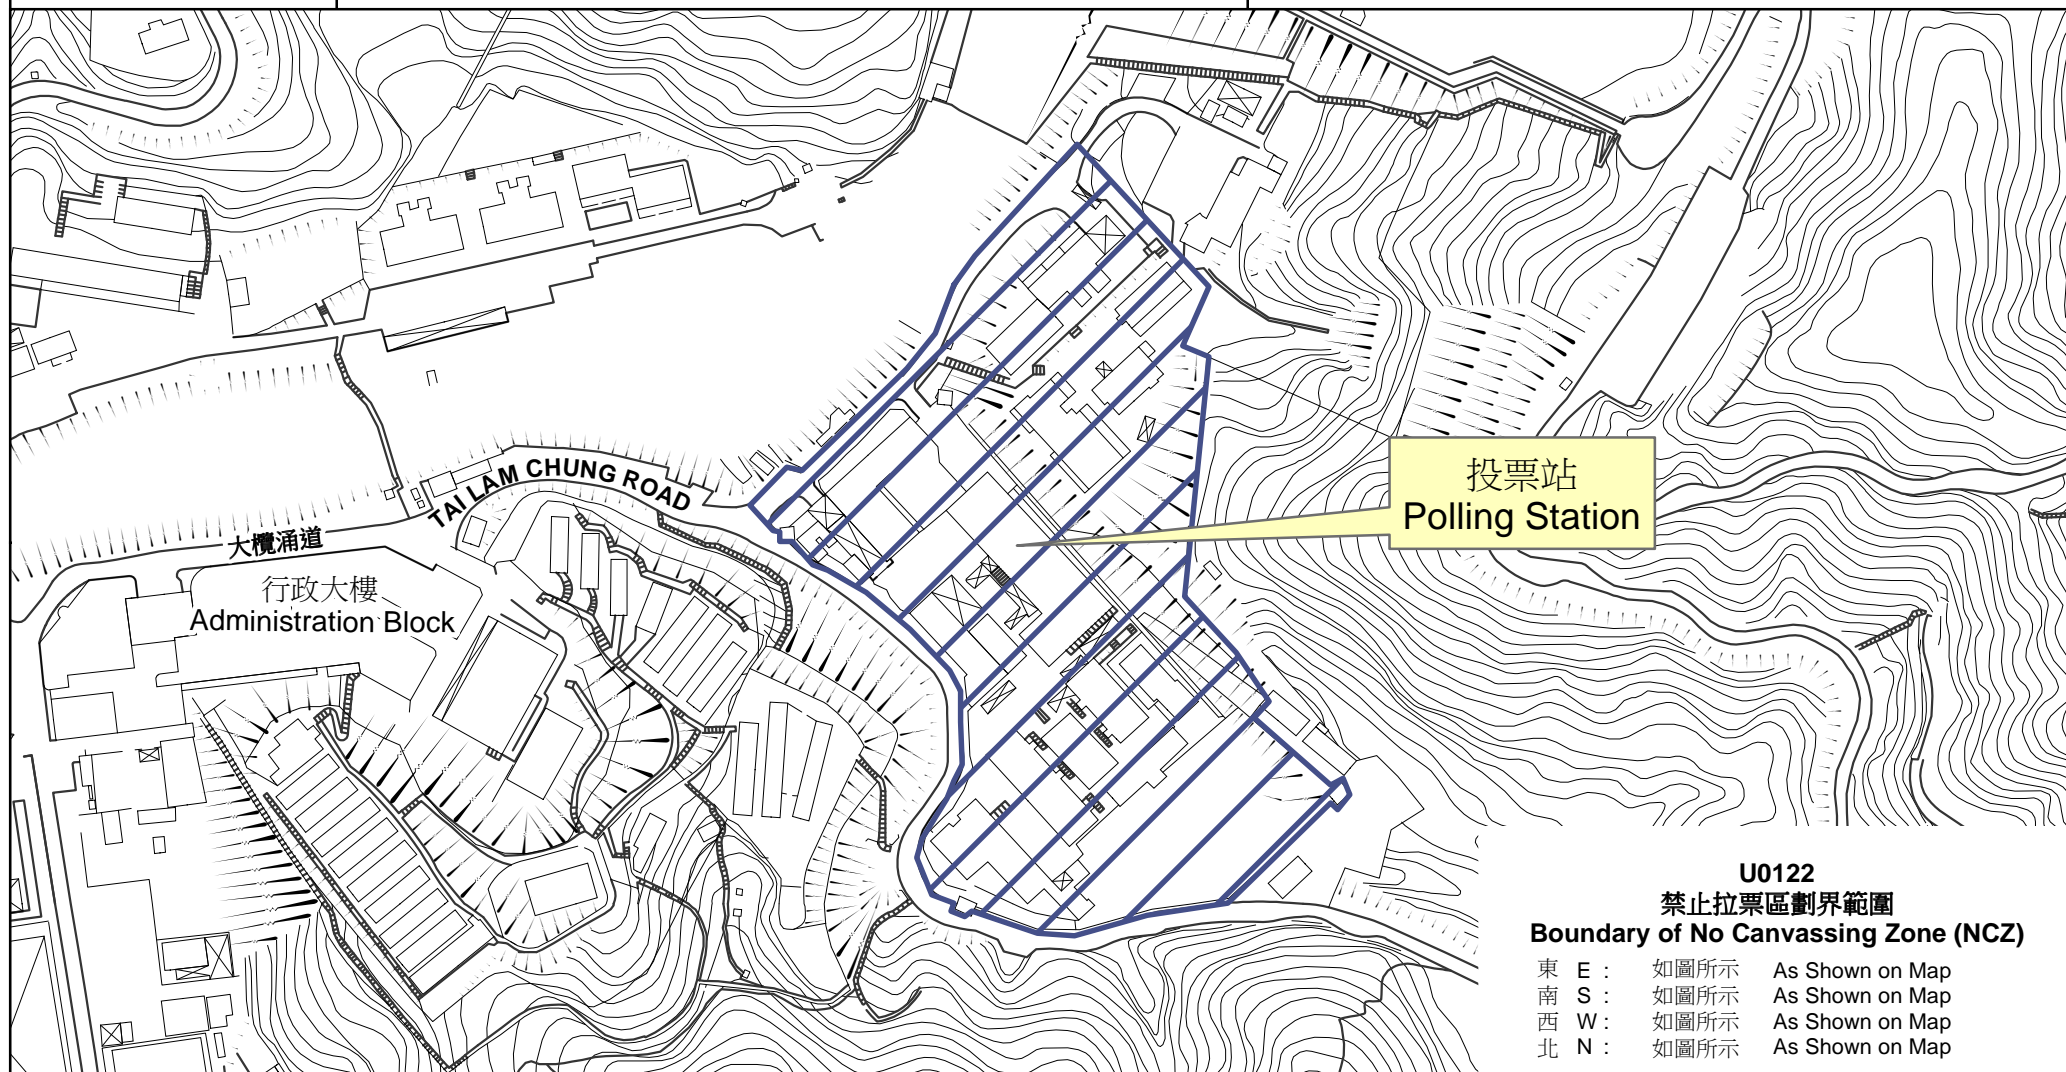 TAI LAM CHUNG ROAD
大欖涌道
行政大樓
Administration Block
投票站
Polling Station
U0122
禁止拉票區劃界範圍
Boundary of No Canvassing Zone (NCZ)
東 E : 如圖所示 As Shown on Map
南 S : 如圖所示 As Shown on Map
西 W : 如圖所示 As Shown on Map
北 N : 如圖所示 As Shown on Map